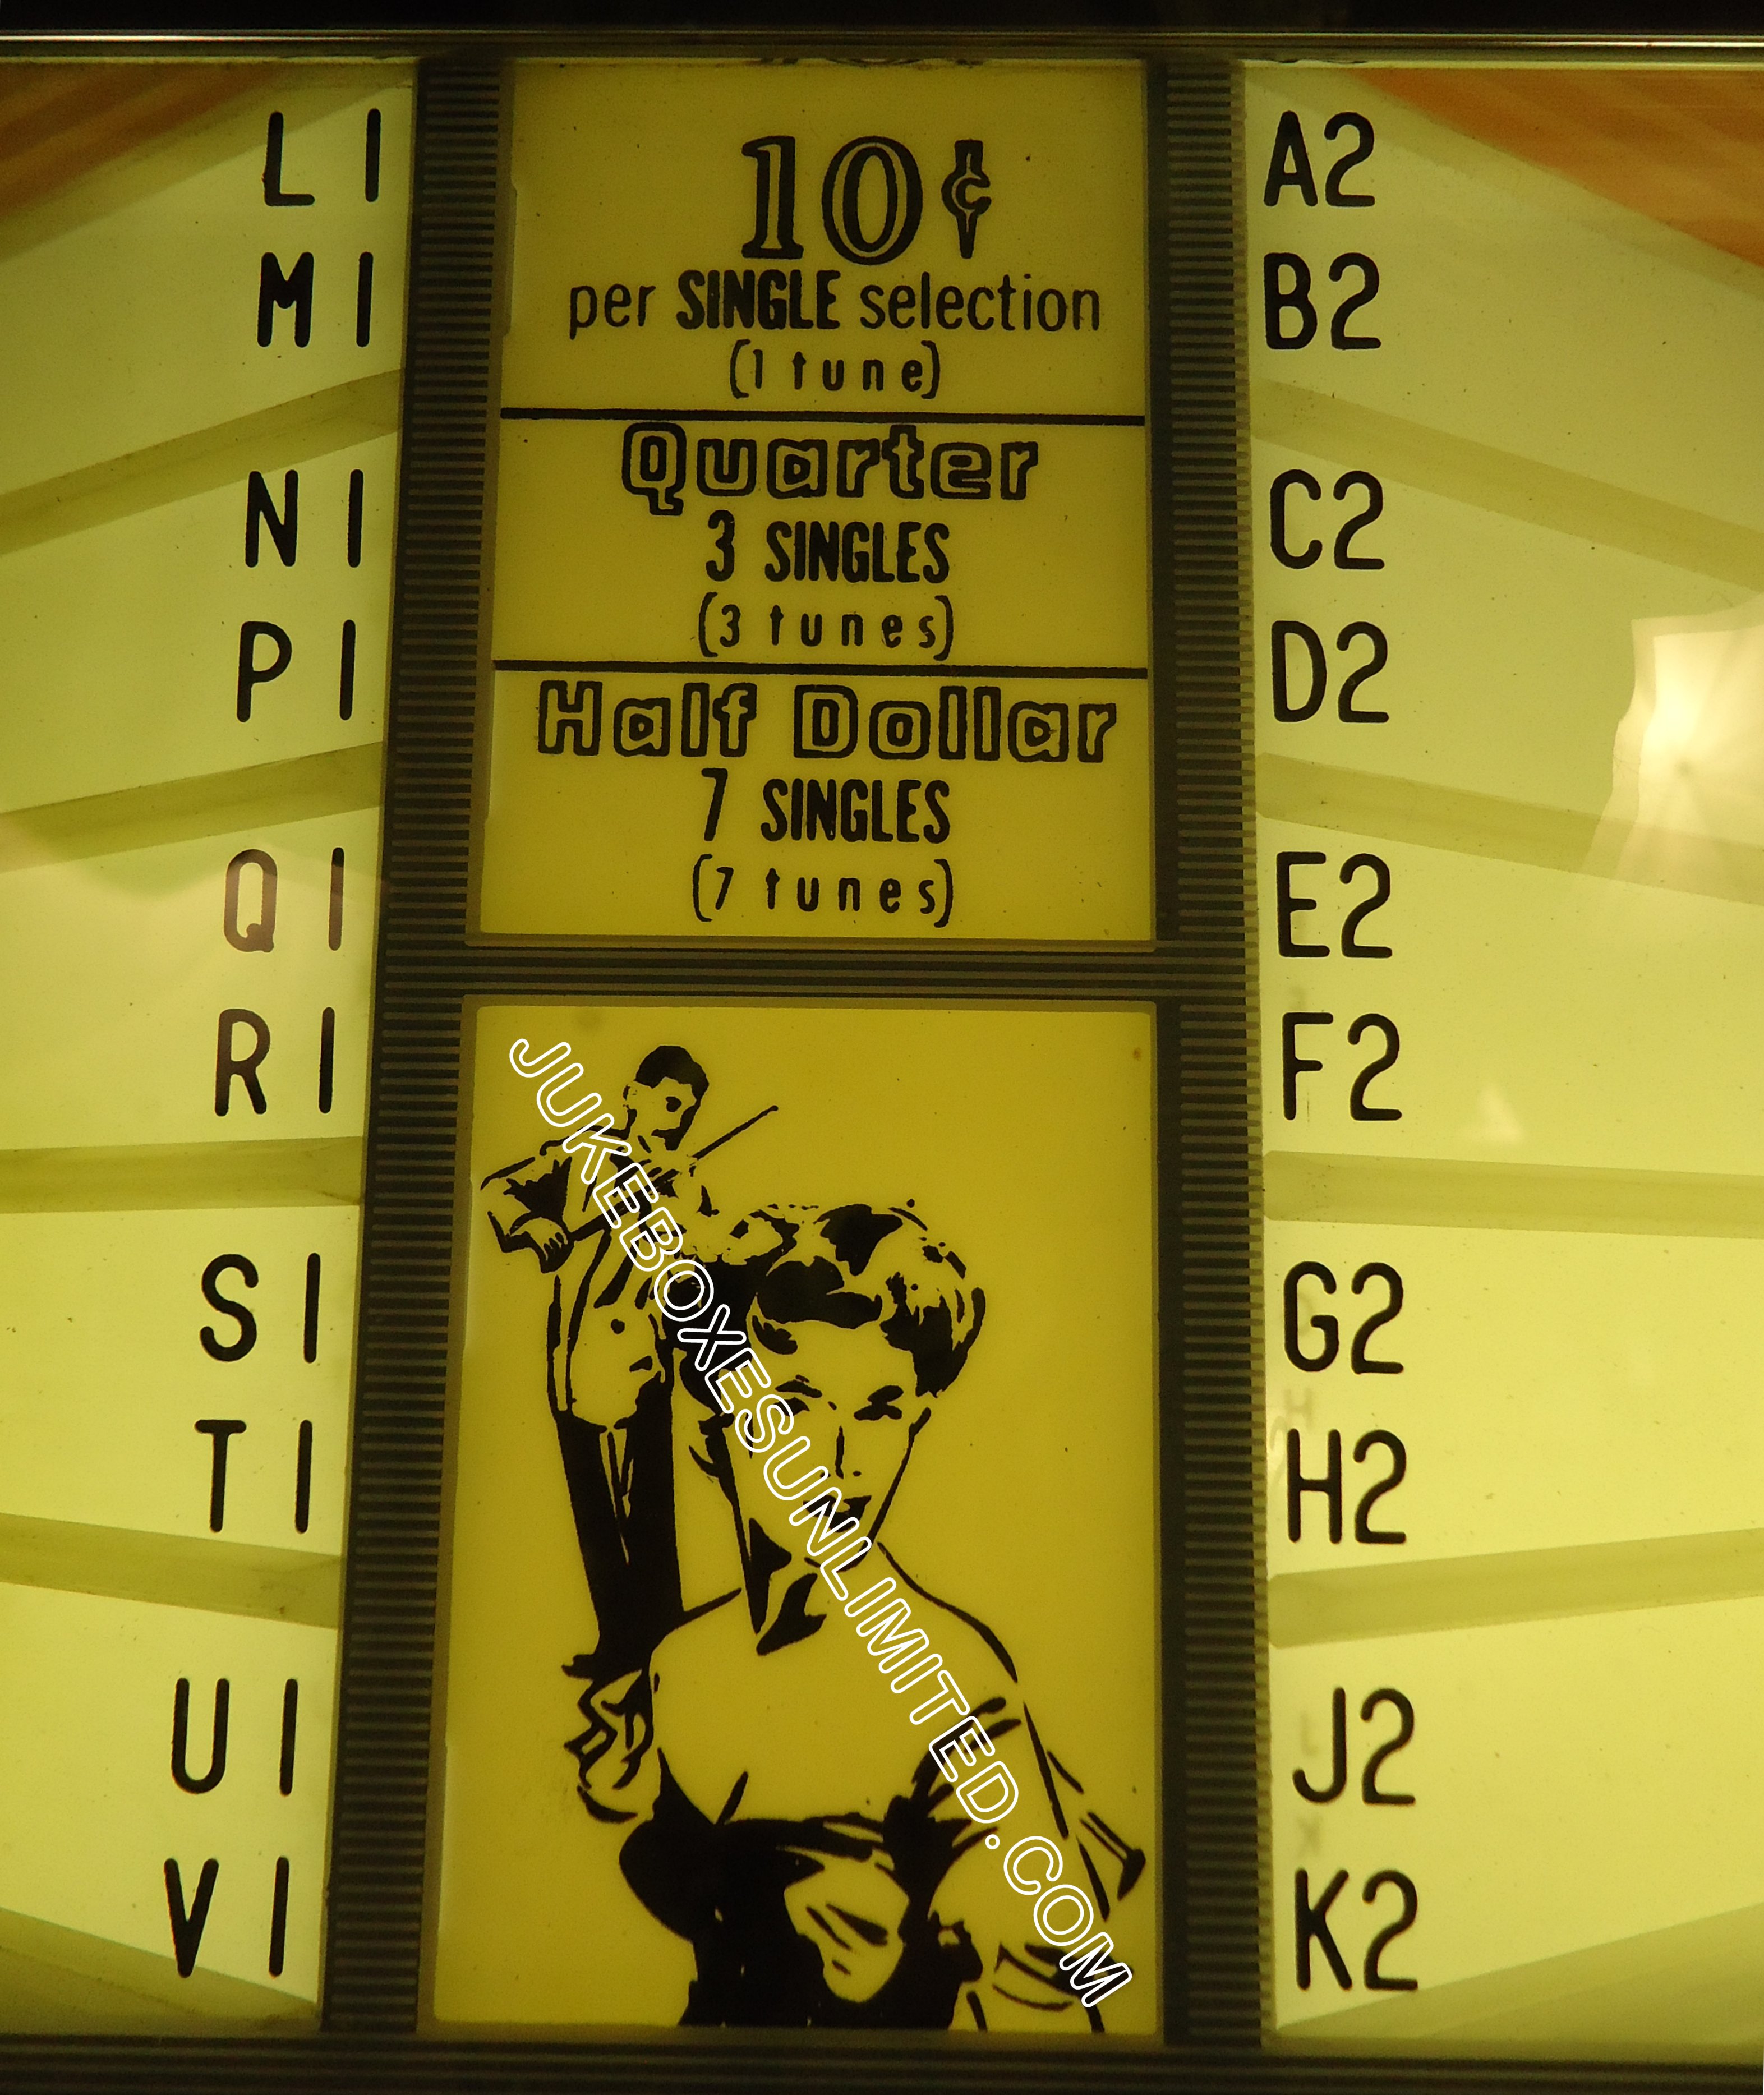 L1
M1
N1
P1
Q1
R1
S1
T1
U1
V1
10¢
per SINGLE selection
(1 tune)
Quarter
3 SINGLES
(3 tunes)
Half Dollar
7 SINGLES
(7 tunes)
JUKEBOXESUNLIMITED.COM
A2
B2
C2
D2
E2
F2
G2
H2
J2
K2